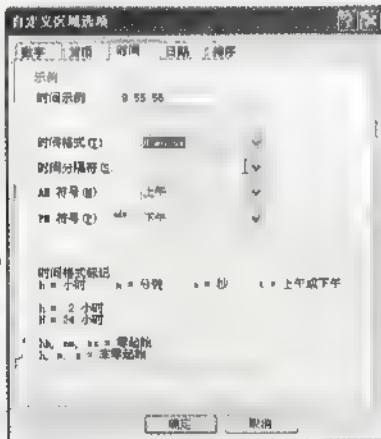 自定义区域选项
数字 货币 时间 日期 排序
示例
时间示例 9 55 56
时间格式(T)
时间分隔符(S)
AM 符号(M) 上午
PM 符号(P) 下午
时间格式标记
h = 小时 m = 分钟 s = 秒 t = 上午或下午
h = 2 小时
H = 24 小时
hh, mm, ss = 零起始
h, m, s = 非零起始
确定 取消